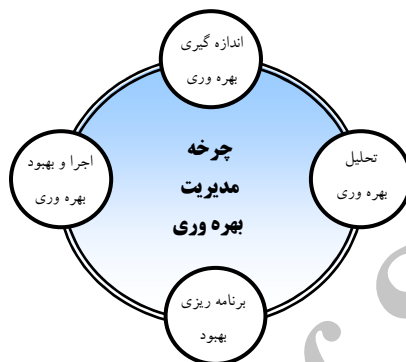 اندازه گیری
بهره وری
تحلیل
بهره وری
برنامه ریزی
بهبود
اجرا و بهبود
بهره وری
چرخه
مدیریت
بهره وری